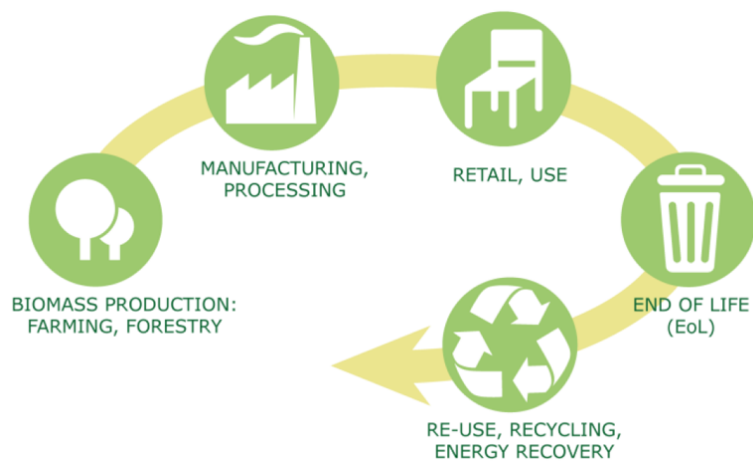 MANUFACTURING,
PROCESSING
RETAIL, USE
BIOMASS PRODUCTION:
FARMING, FORESTRY
END OF LIFE
(EoL)
RE-USE, RECYCLING,
ENERGY RECOVERY